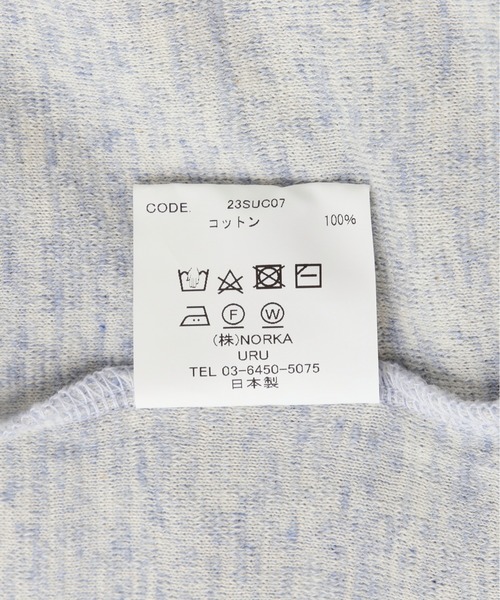 CODE. 23SUC07
コットン 100%
F W
(株)NORKA
URU
TEL 03-6450-5075
日本製